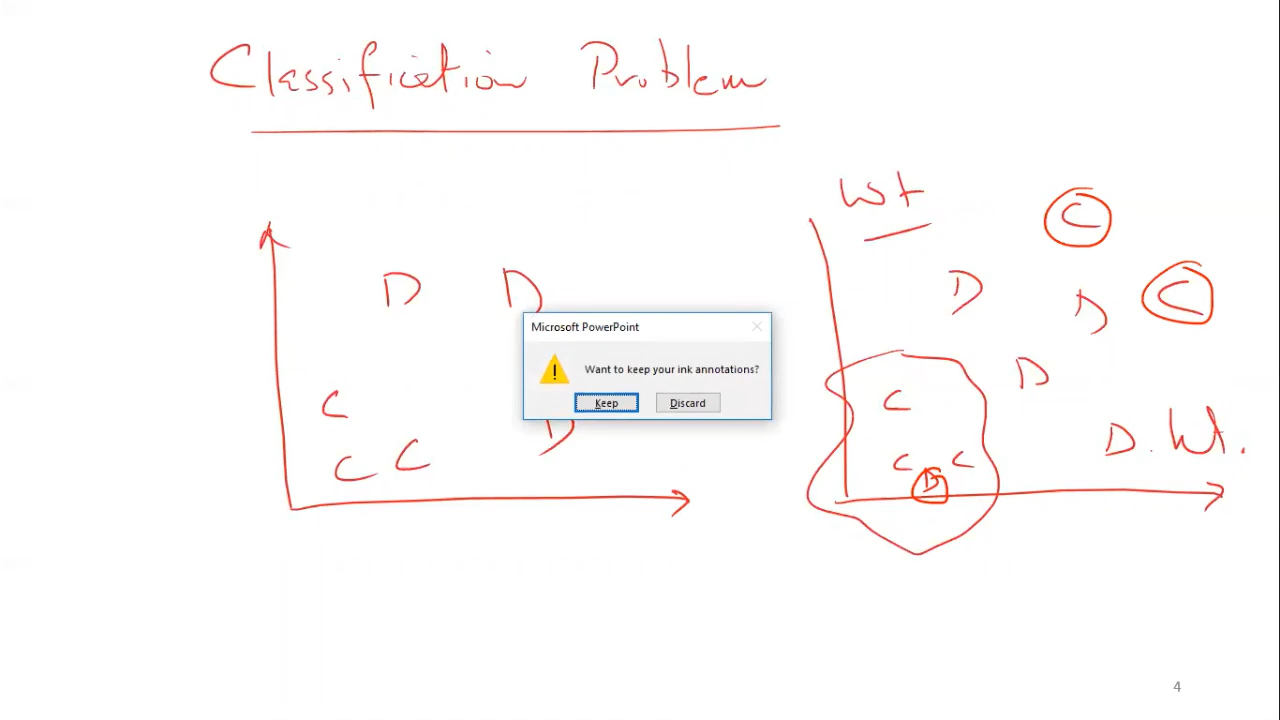 Classification Problem
Wt
C
D D
D D C
Microsoft PowerPoint
Want to keep your ink annotations?
Keep Discard
D
C C
D D. Wt.
C C C C
D
4